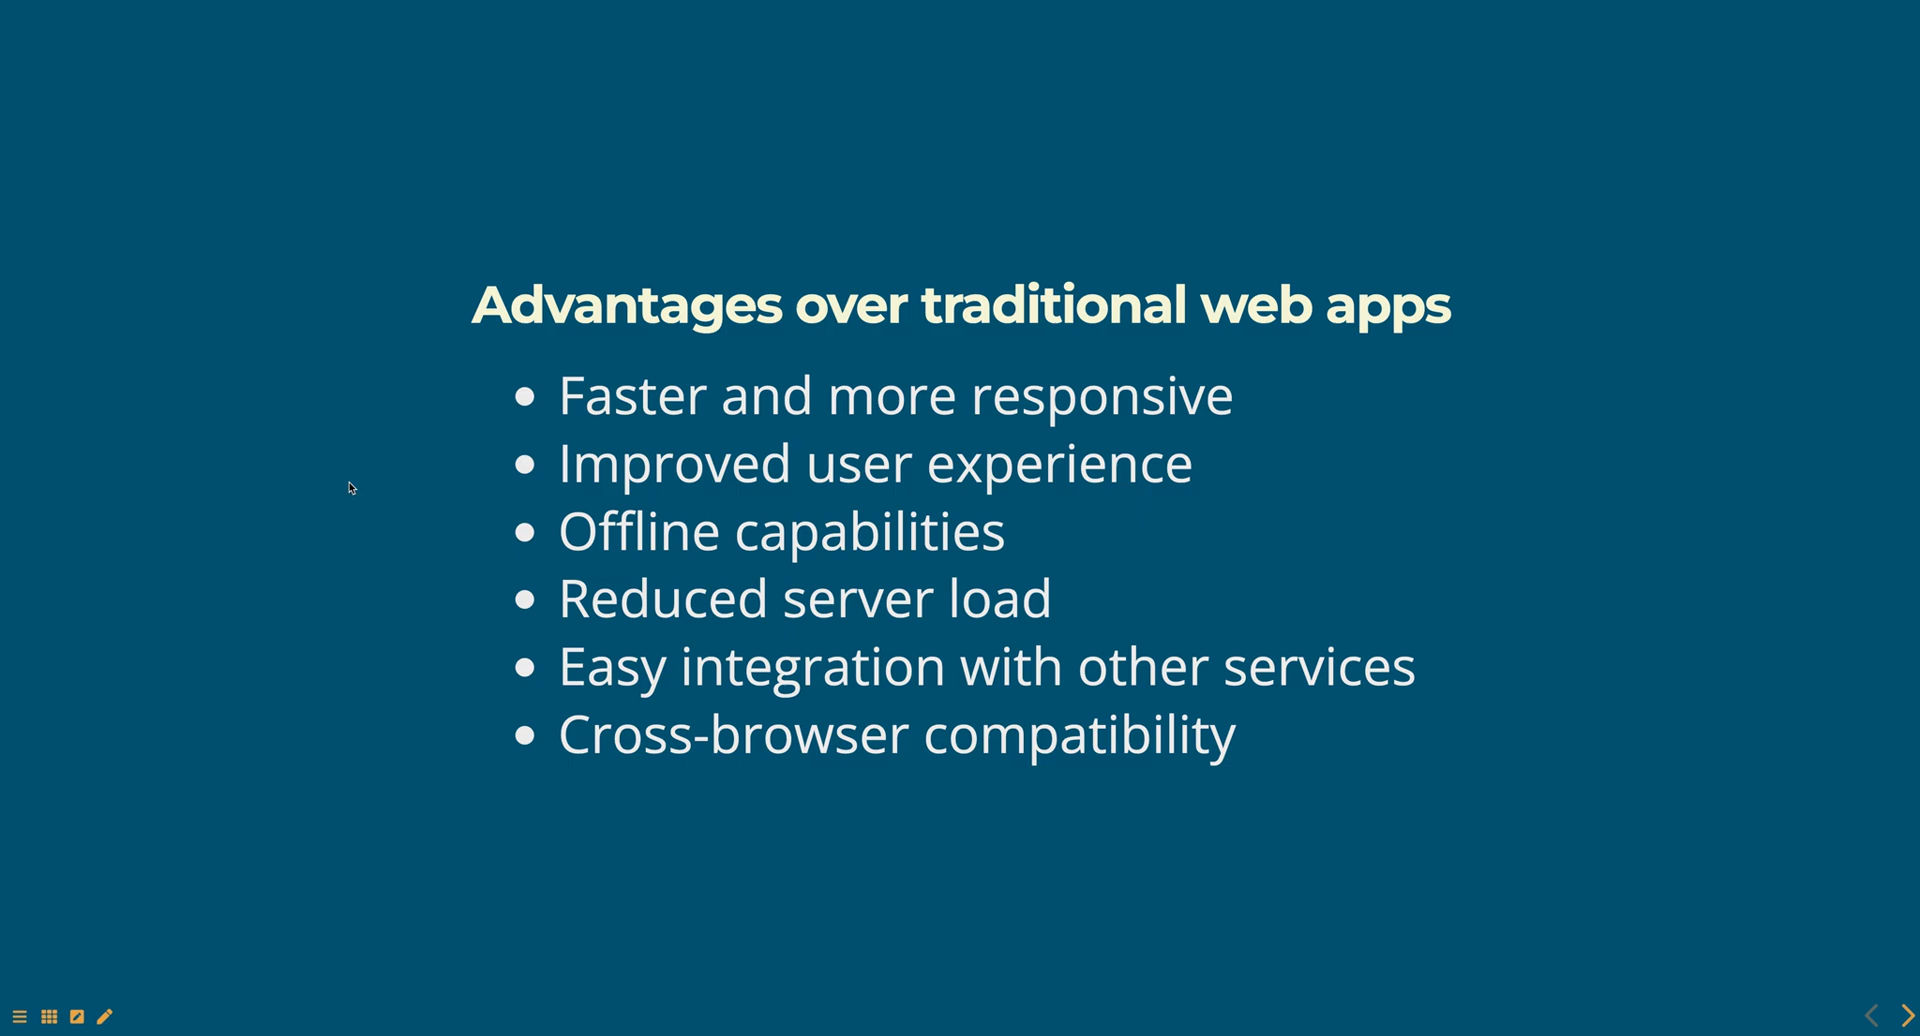 Advantages over traditional web apps
Faster and more responsive
Improved user experience
Offline capabilities
Reduced server load
Easy integration with other services
Cross-browser compatibility